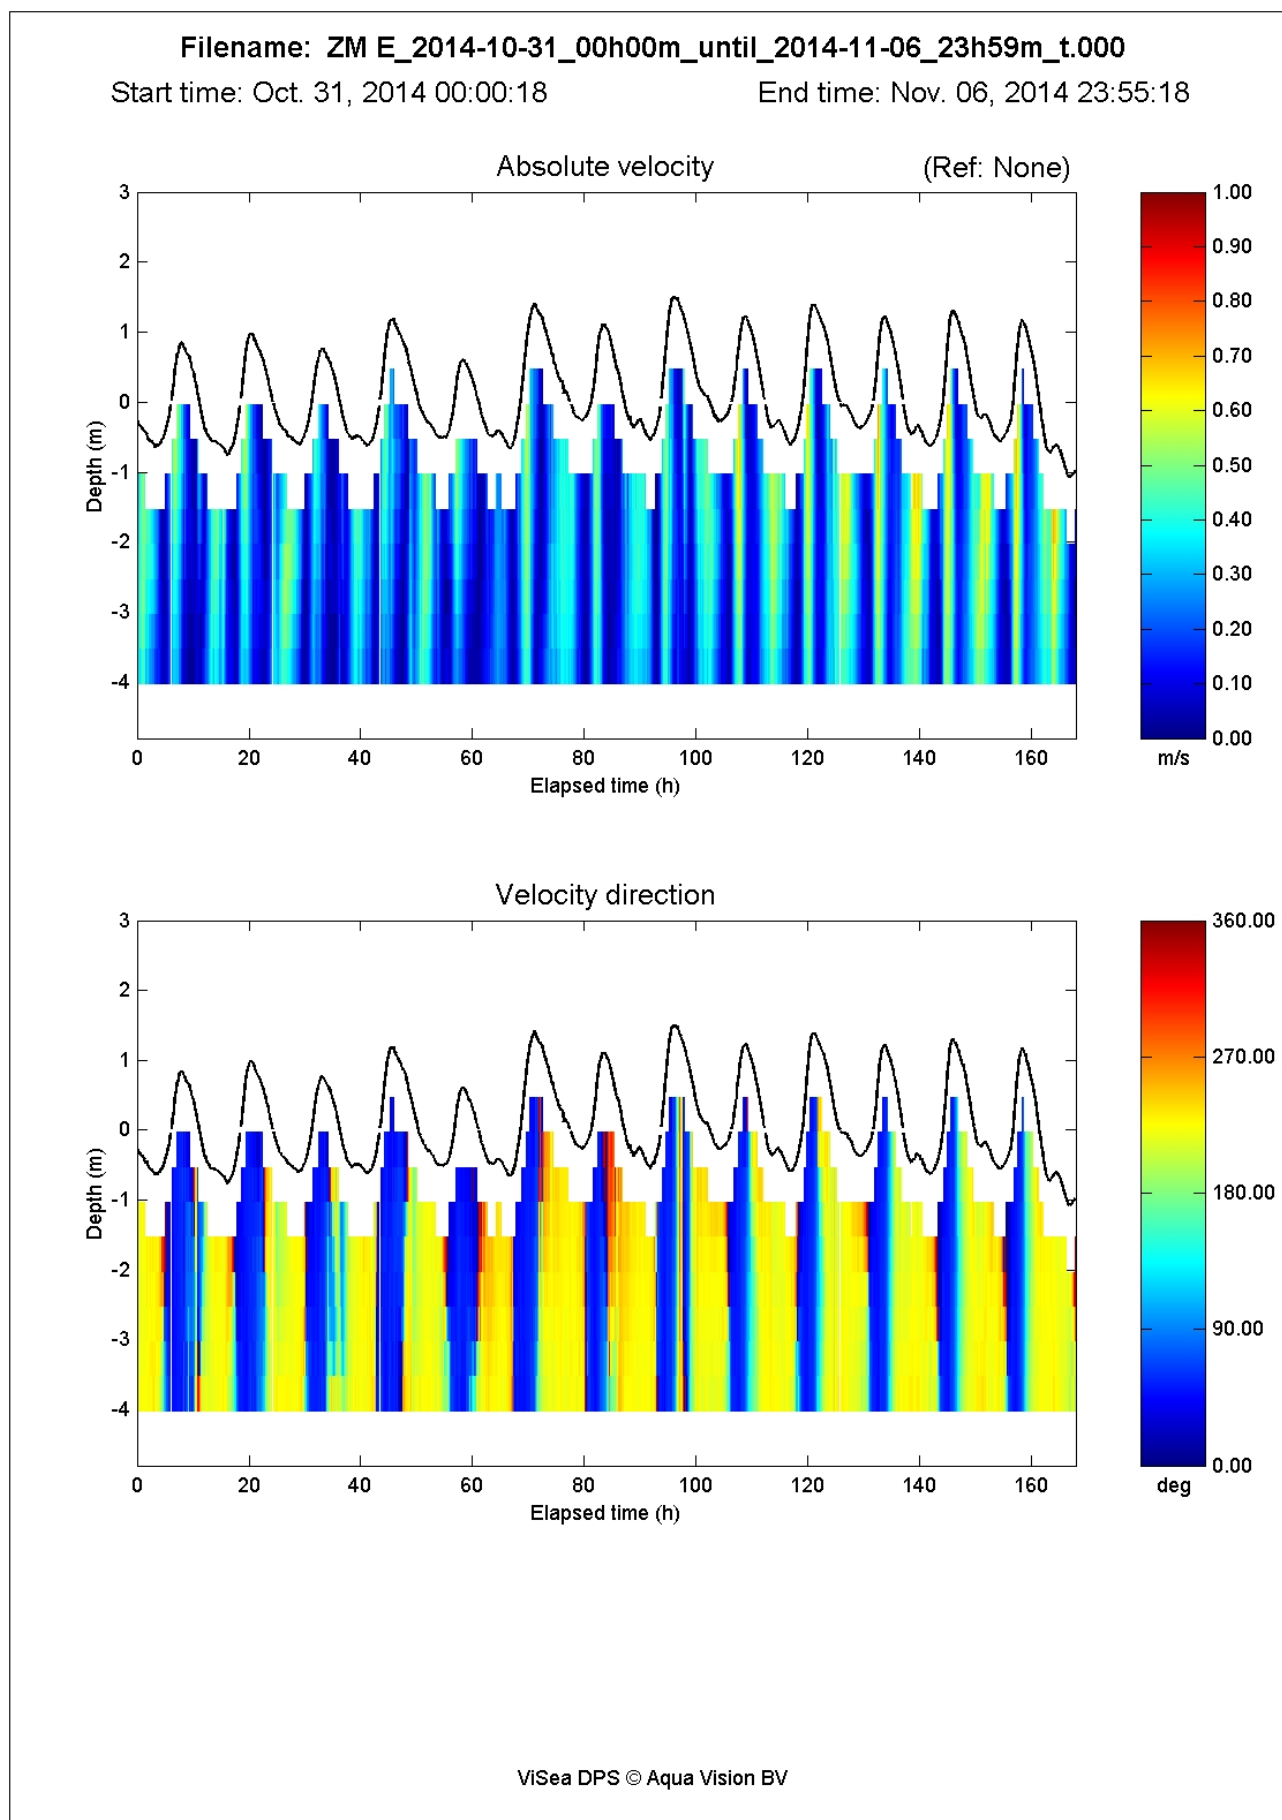 Filename: ZM E_2014-10-31_00h00m_until_2014-11-06_23h59m_t.000
Start time: Oct. 31, 2014 00:00:18 End time: Nov. 06, 2014 23:55:18
Absolute velocity (Ref: None)
3
2
1
0
-1
-2
-3
-4
Depth (m)
0 20 40 60 80 100 120 140 160
Elapsed time (h)
1.00
0.90
0.80
0.70
0.60
0.50
0.40
0.30
0.20
0.10
0.00
m/s
Velocity direction
3
2
1
0
-1
-2
-3
-4
Depth (m)
0 20 40 60 80 100 120 140 160
Elapsed time (h)
360.00
270.00
180.00
90.00
0.00
deg
ViSea DPS © Aqua Vision BV